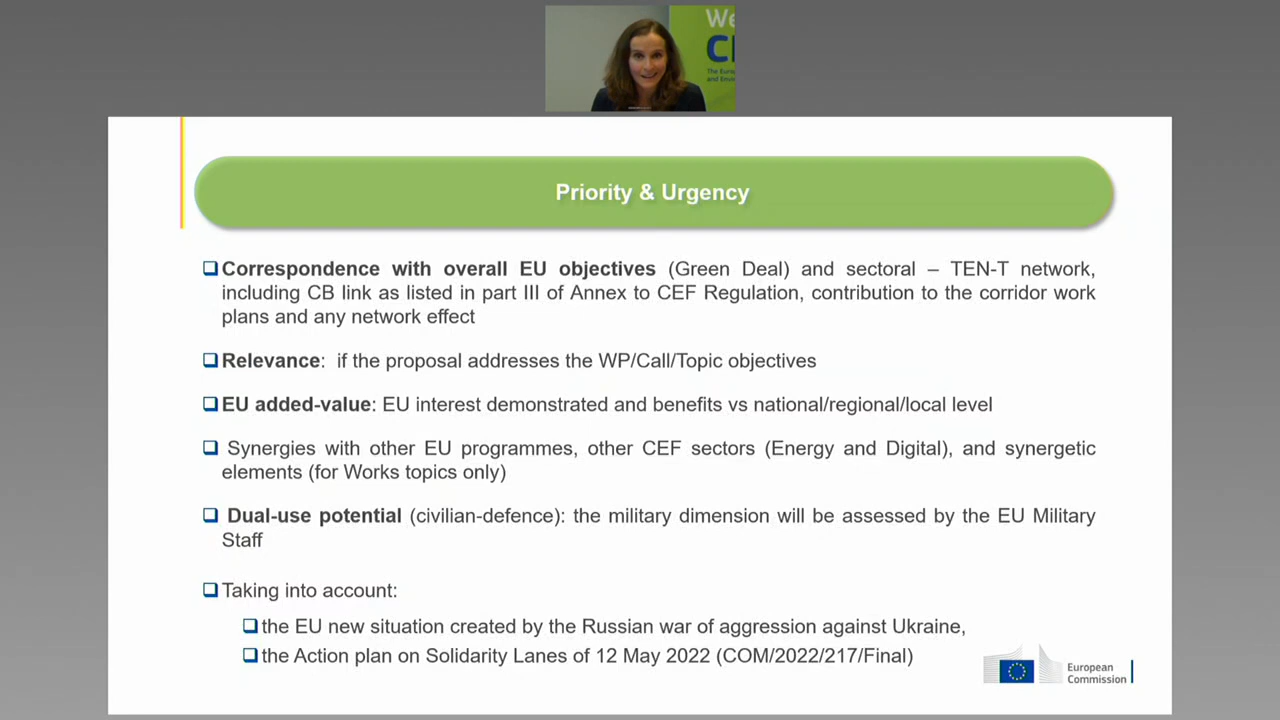 We
C
The Europ
and Envir
Priority & Urgency
Correspondence with overall EU objectives (Green Deal) and sectoral – TEN-T network,
including CB link as listed in part III of Annex to CEF Regulation, contribution to the corridor work
plans and any network effect
Relevance: if the proposal addresses the WP/Call/Topic objectives
EU added-value: EU interest demonstrated and benefits vs national/regional/local level
Synergies with other EU programmes, other CEF sectors (Energy and Digital), and synergetic
elements (for Works topics only)
Dual-use potential (civilian-defence): the military dimension will be assessed by the EU Military
Staff
Taking into account:
the EU new situation created by the Russian war of aggression against Ukraine,
the Action plan on Solidarity Lanes of 12 May 2022 (COM/2022/217/Final)
European
Commission